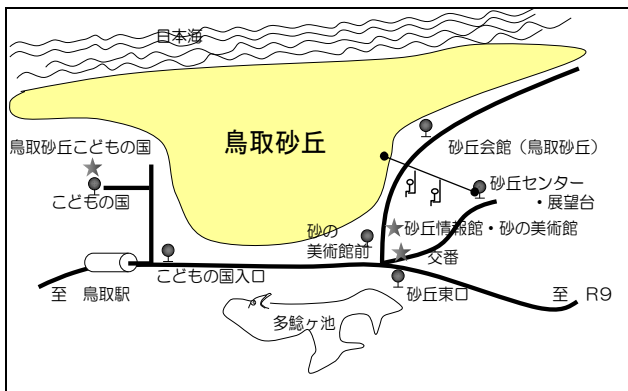 日本海
鳥取砂丘
鳥取砂丘こどもの国
こどもの国
砂丘会館（鳥取砂丘）
砂丘センター
・展望台
砂丘情報館・砂の美術館
砂の
美術館前
交番
こどもの国入口
至　鳥取駅
砂丘東口
至　R9
多鯰ヶ池